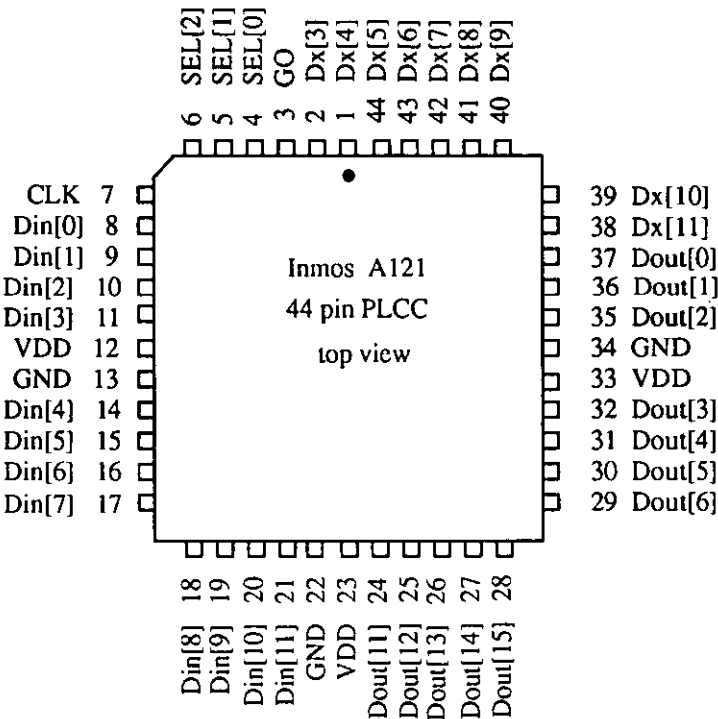 SEL[2] SEL[1] SEL[0] GO Dx[3] Dx[4] Dx[5] Dx[6] Dx[7] Dx[8] Dx[9]
6 5 4 3 2 1 44 43 42 41 40
CLK 7
Din[0] 8
Din[1] 9
Din[2] 10
Din[3] 11
VDD 12
GND 13
Din[4] 14
Din[5] 15
Din[6] 16
Din[7] 17
Inmos A121
44 pin PLCC
top view
39 Dx[10]
38 Dx[11]
37 Dout[0]
36 Dout[1]
35 Dout[2]
34 GND
33 VDD
32 Dout[3]
31 Dout[4]
30 Dout[5]
29 Dout[6]
18 19 20 21 22 23 24 25 26 27 28
Din[8] Din[9] Din[10] Din[11] GND VDD Dout[11] Dout[12] Dout[13] Dout[14] Dout[15]